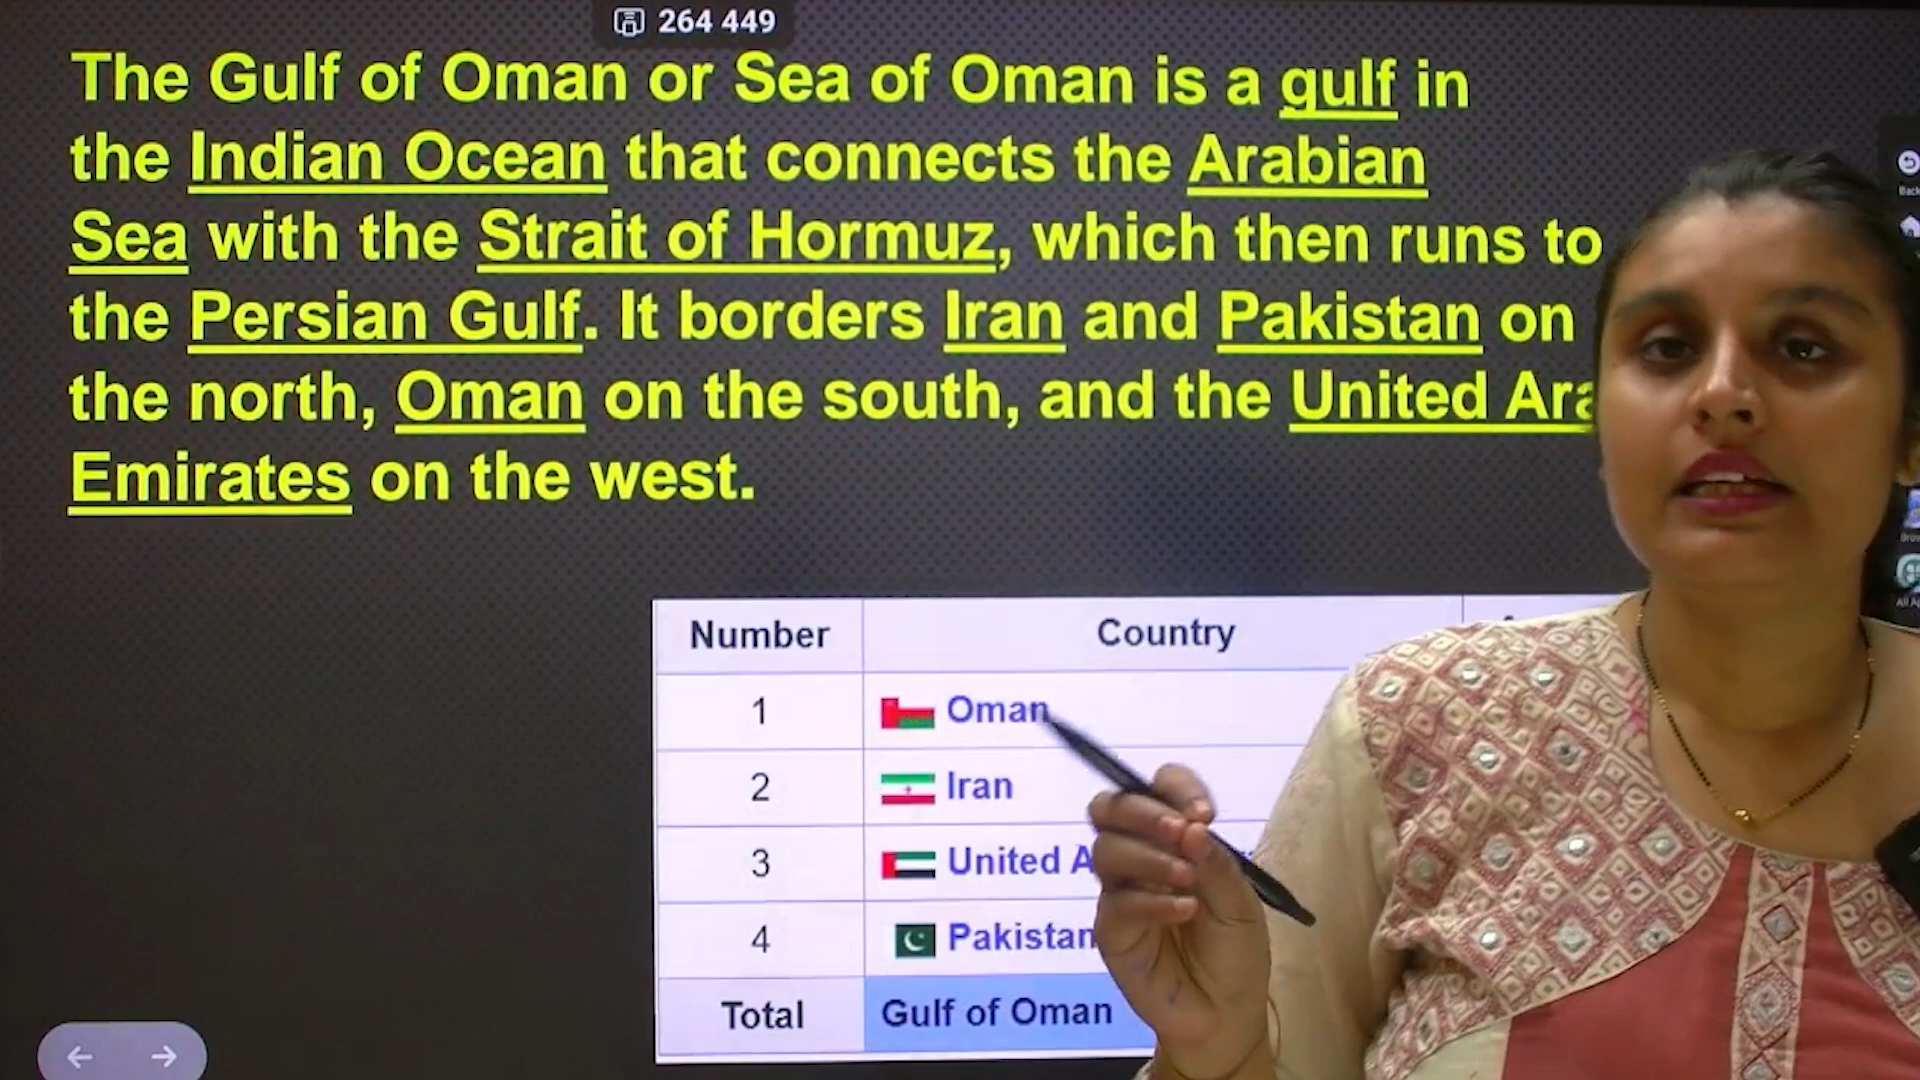 264 449
The Gulf of Oman or Sea of Oman is a gulf in
the Indian Ocean that connects the Arabian
Sea with the Strait of Hormuz, which then runs to
the Persian Gulf. It borders Iran and Pakistan on
the north, Oman on the south, and the United
Emirates on the west.
Back
Number Country
1 Oman
2 Iran
3 United
4 Pakistan
Total Gulf of Oman